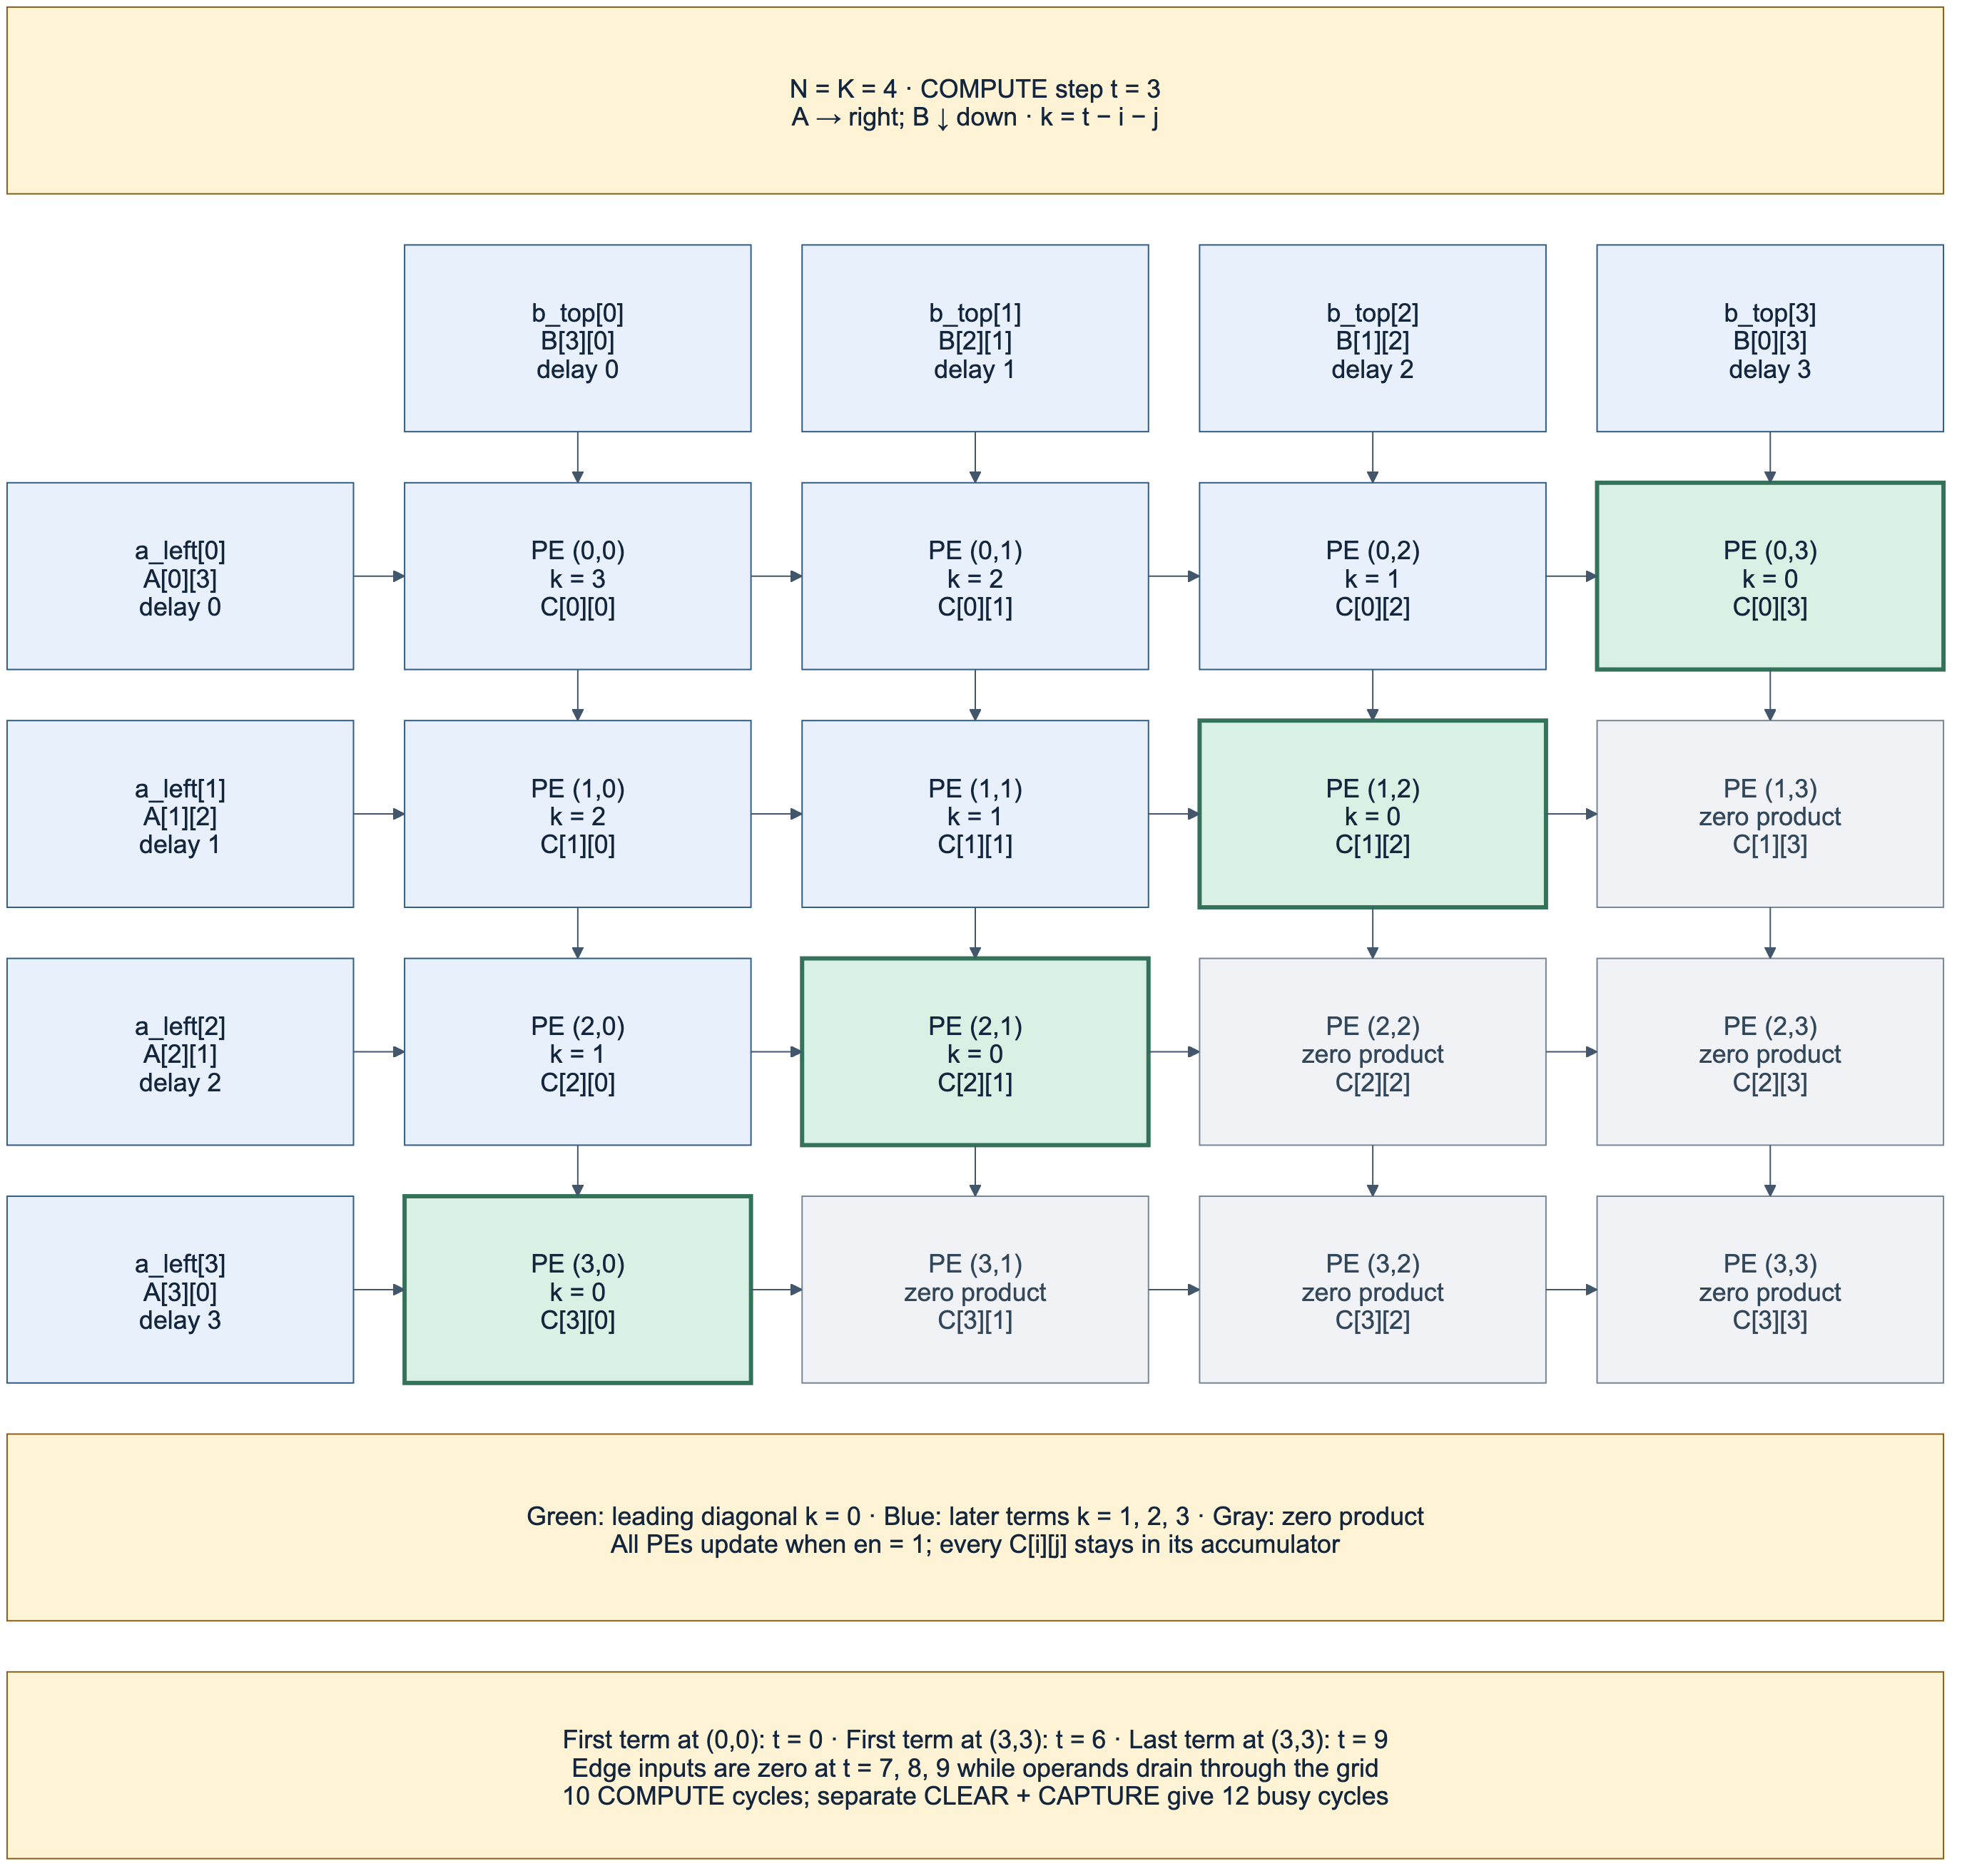 N = K = 4 · COMPUTE step t = 3
A → right; B ↓ down · k = t − i − j
b_top[0]
B[3][0]
delay 0
b_top[1]
B[2][1]
delay 1
b_top[2]
B[1][2]
delay 2
b_top[3]
B[0][3]
delay 3
a_left[0]
A[0][3]
delay 0
PE (0,0)
k = 3
C[0][0]
PE (0,1)
k = 2
C[0][1]
PE (0,2)
k = 1
C[0][2]
PE (0,3)
k = 0
C[0][3]
a_left[1]
A[1][2]
delay 1
PE (1,0)
k = 2
C[1][0]
PE (1,1)
k = 1
C[1][1]
PE (1,2)
k = 0
C[1][2]
PE (1,3)
zero product
C[1][3]
a_left[2]
A[2][1]
delay 2
PE (2,0)
k = 1
C[2][0]
PE (2,1)
k = 0
C[2][1]
PE (2,2)
zero product
C[2][2]
PE (2,3)
zero product
C[2][3]
a_left[3]
A[3][0]
delay 3
PE (3,0)
k = 0
C[3][0]
PE (3,1)
zero product
C[3][1]
PE (3,2)
zero product
C[3][2]
PE (3,3)
zero product
C[3][3]
Green: leading diagonal k = 0 · Blue: later terms k = 1, 2, 3 · Gray: zero product
All PEs update when en = 1; every C[i][j] stays in its accumulator
First term at (0,0): t = 0 · First term at (3,3): t = 6 · Last term at (3,3): t = 9
Edge inputs are zero at t = 7, 8, 9 while operands drain through the grid
10 COMPUTE cycles; separate CLEAR + CAPTURE give 12 busy cycles